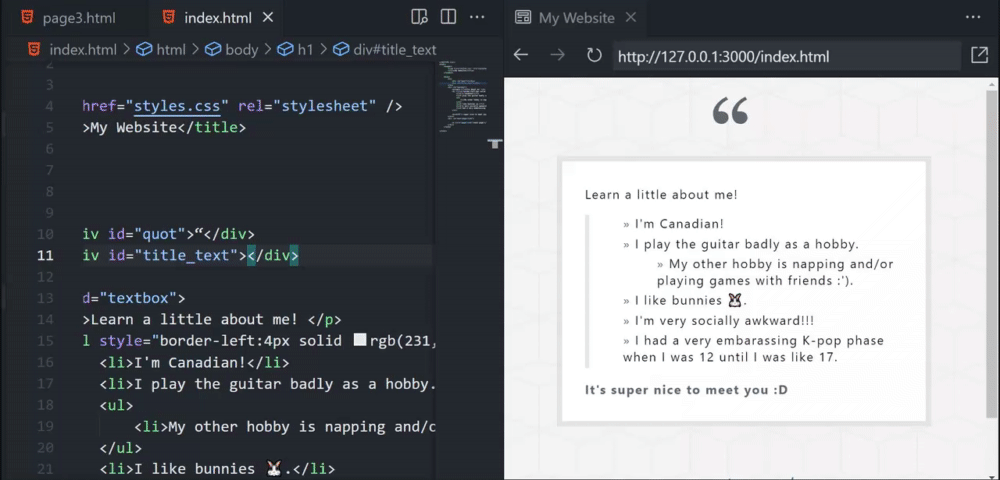 page3.html
index.html
index.html > html > body > h1 > div#title_text
2
3
4 href="styles.css" rel="stylesheet" />
5 >My Website</title>
6
7
8
9
10 iv id="quot">“</div>
11 iv id="title_text"></div>
12
13 d="textbox">
14 >Learn a little about me! </p>
15 l style="border-left:4px solid rgb(231,
16 <li>I'm Canadian!</li>
17 <li>I play the guitar badly as a hobby.
18 <ul>
19 <li>My other hobby is napping and/o
20 </ul>
21 <li>I like bunnies 🐰.</li>
My Website
http://127.0.0.1:3000/index.html
“
Learn a little about me!
» I'm Canadian!
» I play the guitar badly as a hobby.
» My other hobby is napping and/or
playing games with friends :').
» I like bunnies 🐰.
» I'm very socially awkward!!!
» I had a very embarassing K-pop phase
when I was 12 until I was like 17.
It's super nice to meet you :D